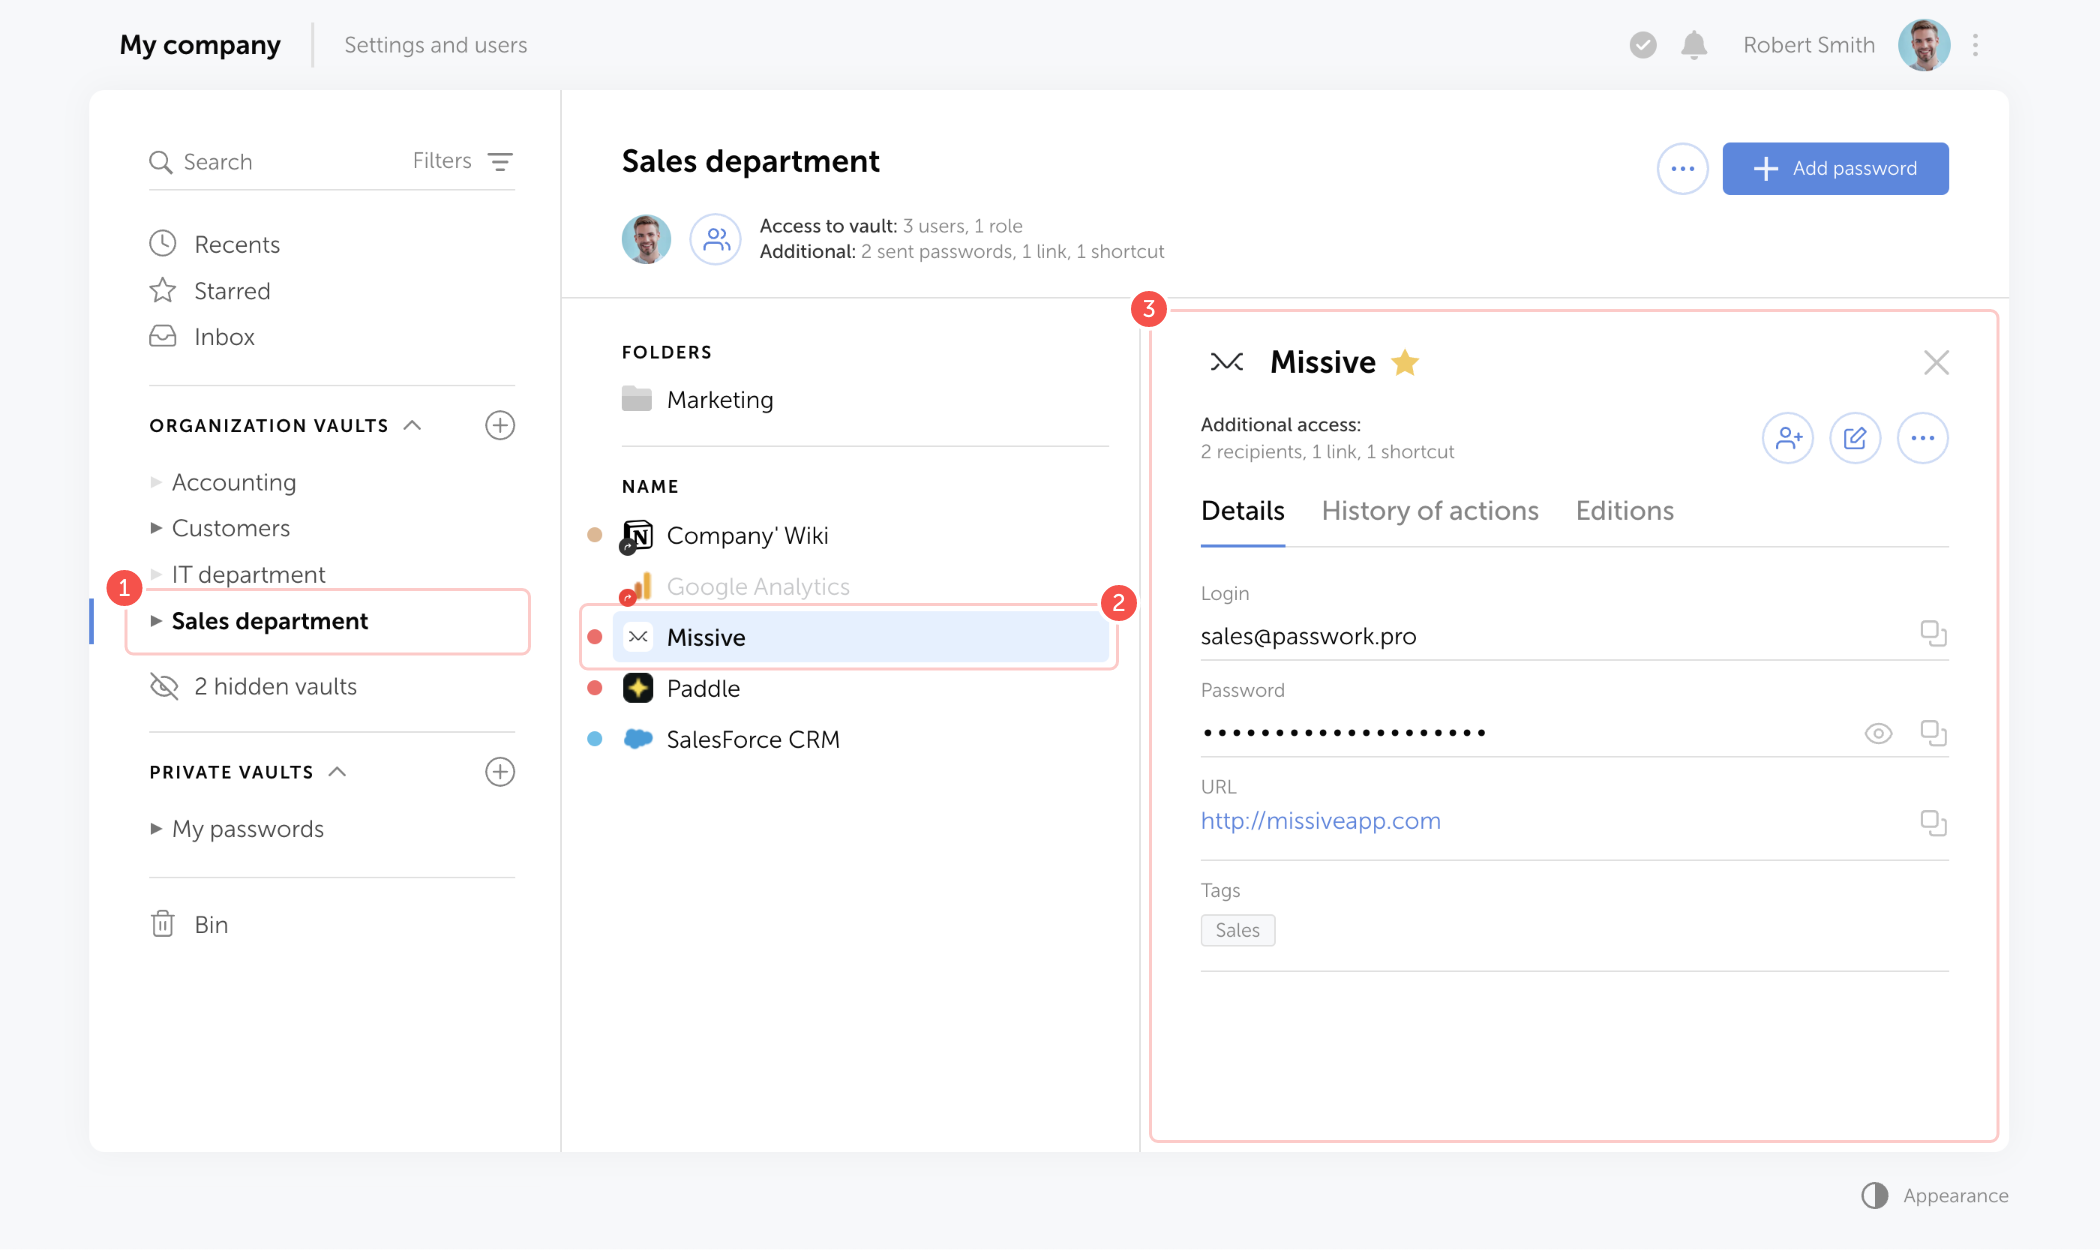 My company
Settings and users
Robert Smith
Search
Filters
Recents
Starred
Inbox
ORGANIZATION VAULTS
Accounting
Customers
IT department
1
Sales department
2 hidden vaults
PRIVATE VAULTS
My passwords
Bin
Sales department
Add password
Access to vault: 3 users, 1 role
Additional: 2 sent passwords, 1 link, 1 shortcut
FOLDERS
Marketing
NAME
Company' Wiki
Google Analytics
2
Missive
Paddle
SalesForce CRM
3
Missive
Additional access:
2 recipients, 1 link, 1 shortcut
Details
History of actions
Editions
Login
sales@passwork.pro
Password
••••••••••••••••••••
URL
http://missiveapp.com
Tags
Sales
Appearance